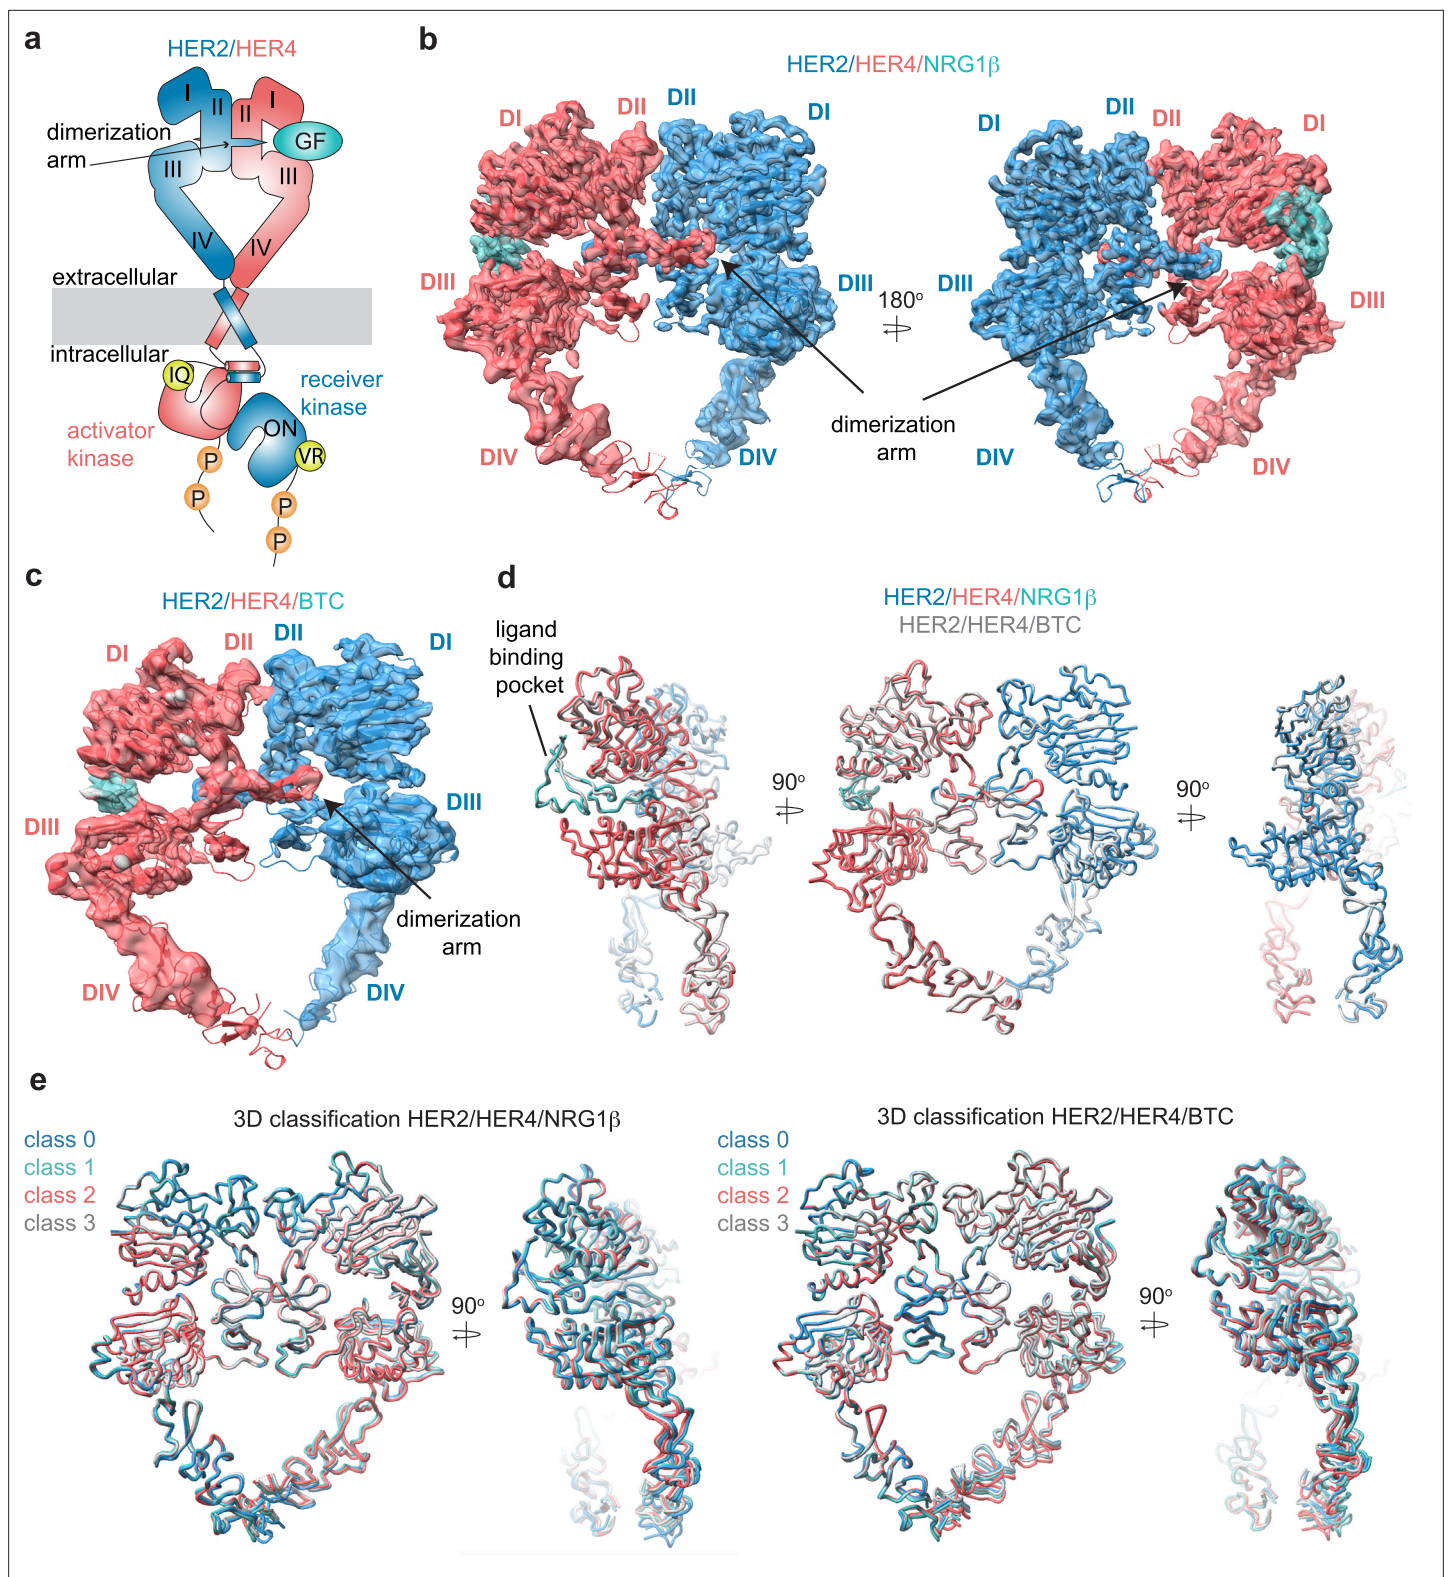 a
HER2/HER4
I
II
II
I
dimerization
arm
GF
III
III
IV
IV
extracellular
intracellular
IQ
receiver
kinase
activator
kinase
ON
VR
P
P
P
P
b
HER2/HER4/NRG1β
DI
DII
DII
DI
DIII
DIII
DIV
DIV
180°
dimerization
arm
DI
DII
DII
DI
DIII
DIII
DIV
DIV
c
HER2/HER4/BTC
DI
DII
DII
DI
DIII
DIII
dimerization
arm
DIV
DIV
d
HER2/HER4/NRG1β
HER2/HER4/BTC
ligand
binding
pocket
90°
90°
e
3D classification HER2/HER4/NRG1β
class 0
class 1
class 2
class 3
90°
3D classification HER2/HER4/BTC
class 0
class 1
class 2
class 3
90°